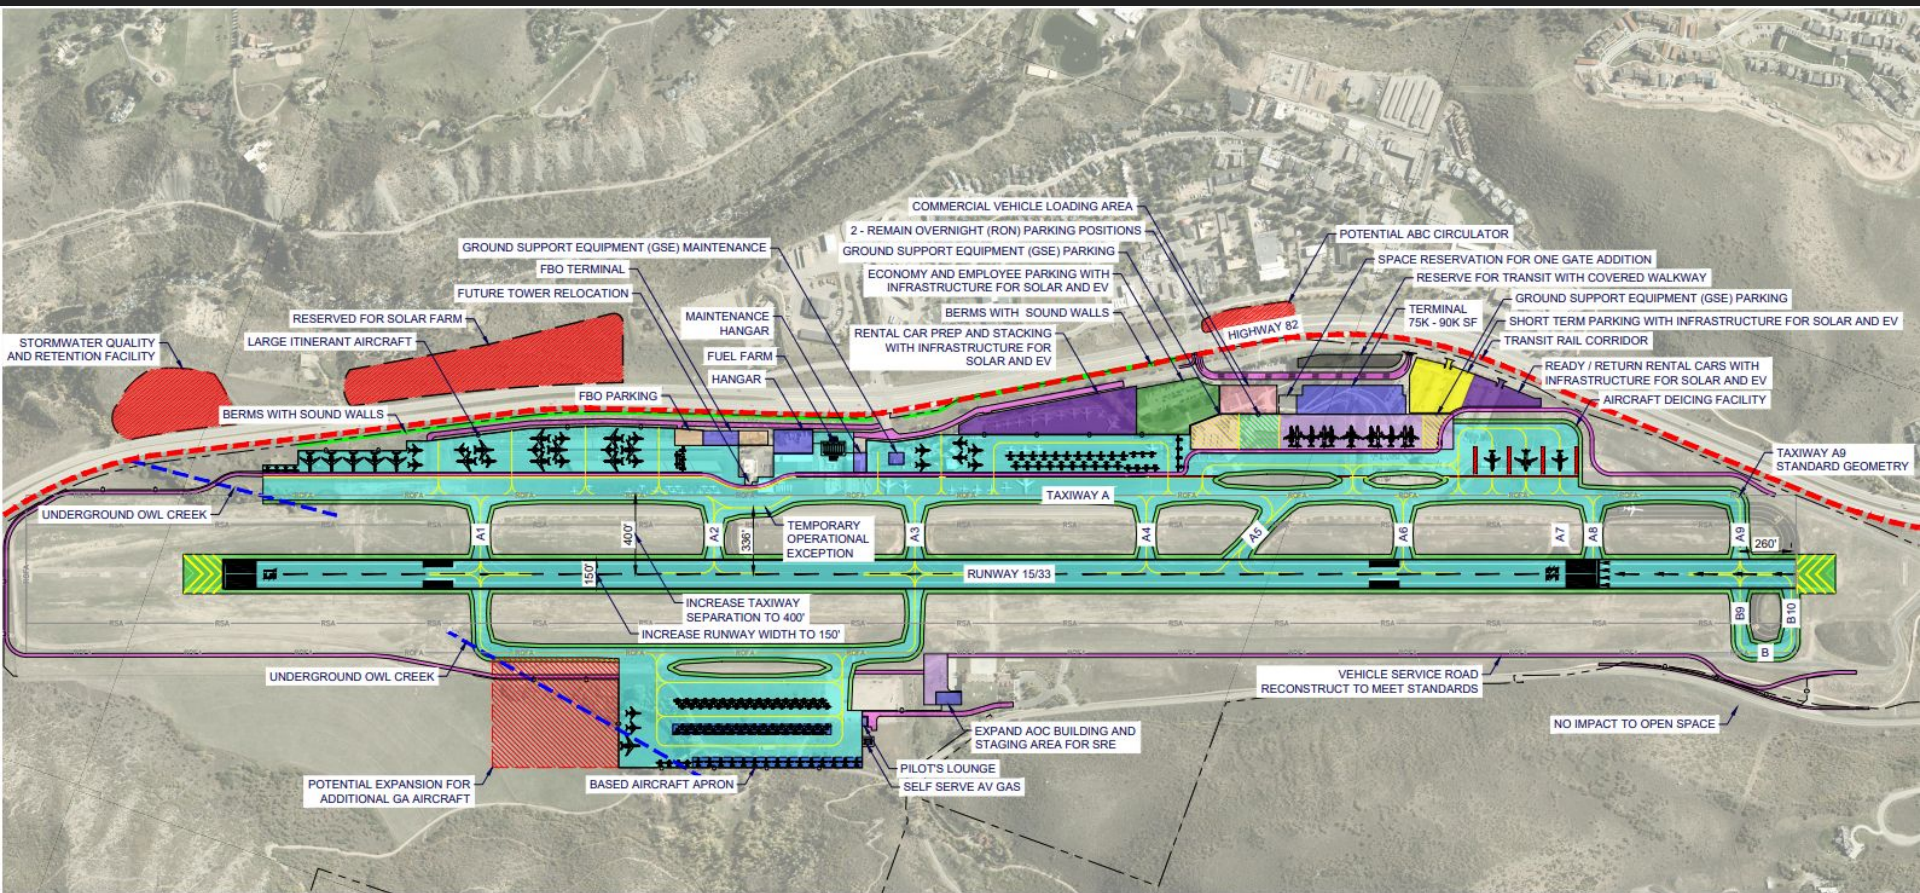 COMMERCIAL VEHICLE LOADING AREA
2 - REMAIN OVERNIGHT (RON) PARKING POSITIONS
GROUND SUPPORT EQUIPMENT (GSE) PARKING
ECONOMY AND EMPLOYEE PARKING WITH
INFRASTRUCTURE FOR SOLAR AND EV
BERMS WITH SOUND WALLS
RENTAL CAR PREP AND STACKING
WITH INFRASTRUCTURE FOR
SOLAR AND EV
GROUND SUPPORT EQUIPMENT (GSE) MAINTENANCE
FBO TERMINAL
FUTURE TOWER RELOCATION
RESERVED FOR SOLAR FARM
LARGE ITINERANT AIRCRAFT
STORMWATER QUALITY
AND RETENTION FACILITY
MAINTENANCE
HANGAR
FUEL FARM
HANGAR
FBO PARKING
BERMS WITH SOUND WALLS
POTENTIAL ABC CIRCULATOR
SPACE RESERVATION FOR ONE GATE ADDITION
RESERVE FOR TRANSIT WITH COVERED WALKWAY
GROUND SUPPORT EQUIPMENT (GSE) PARKING
TERMINAL
75K - 90K SF
SHORT TERM PARKING WITH INFRASTRUCTURE FOR SOLAR AND EV
HIGHWAY 82
TRANSIT RAIL CORRIDOR
READY / RETURN RENTAL CARS WITH
INFRASTRUCTURE FOR SOLAR AND EV
AIRCRAFT DEICING FACILITY
TAXIWAY A9
STANDARD GEOMETRY
UNDERGROUND OWL CREEK
TAXIWAY A
A1
400'
A2
336'
TEMPORARY
OPERATIONAL
EXCEPTION
A3
A4
A5
A6
A7
A8
A9
260'
150'
RUNWAY 15/33
15
33
INCREASE TAXIWAY
SEPARATION TO 400'
INCREASE RUNWAY WIDTH TO 150'
RSA
RSA
RSA
RSA
RSA
RSA
RSA
RSA
B9
B10
B
UNDERGROUND OWL CREEK
VEHICLE SERVICE ROAD
RECONSTRUCT TO MEET STANDARDS
NO IMPACT TO OPEN SPACE
EXPAND AOC BUILDING AND
STAGING AREA FOR SRE
PILOT'S LOUNGE
SELF SERVE AV GAS
BASED AIRCRAFT APRON
POTENTIAL EXPANSION FOR
ADDITIONAL GA AIRCRAFT